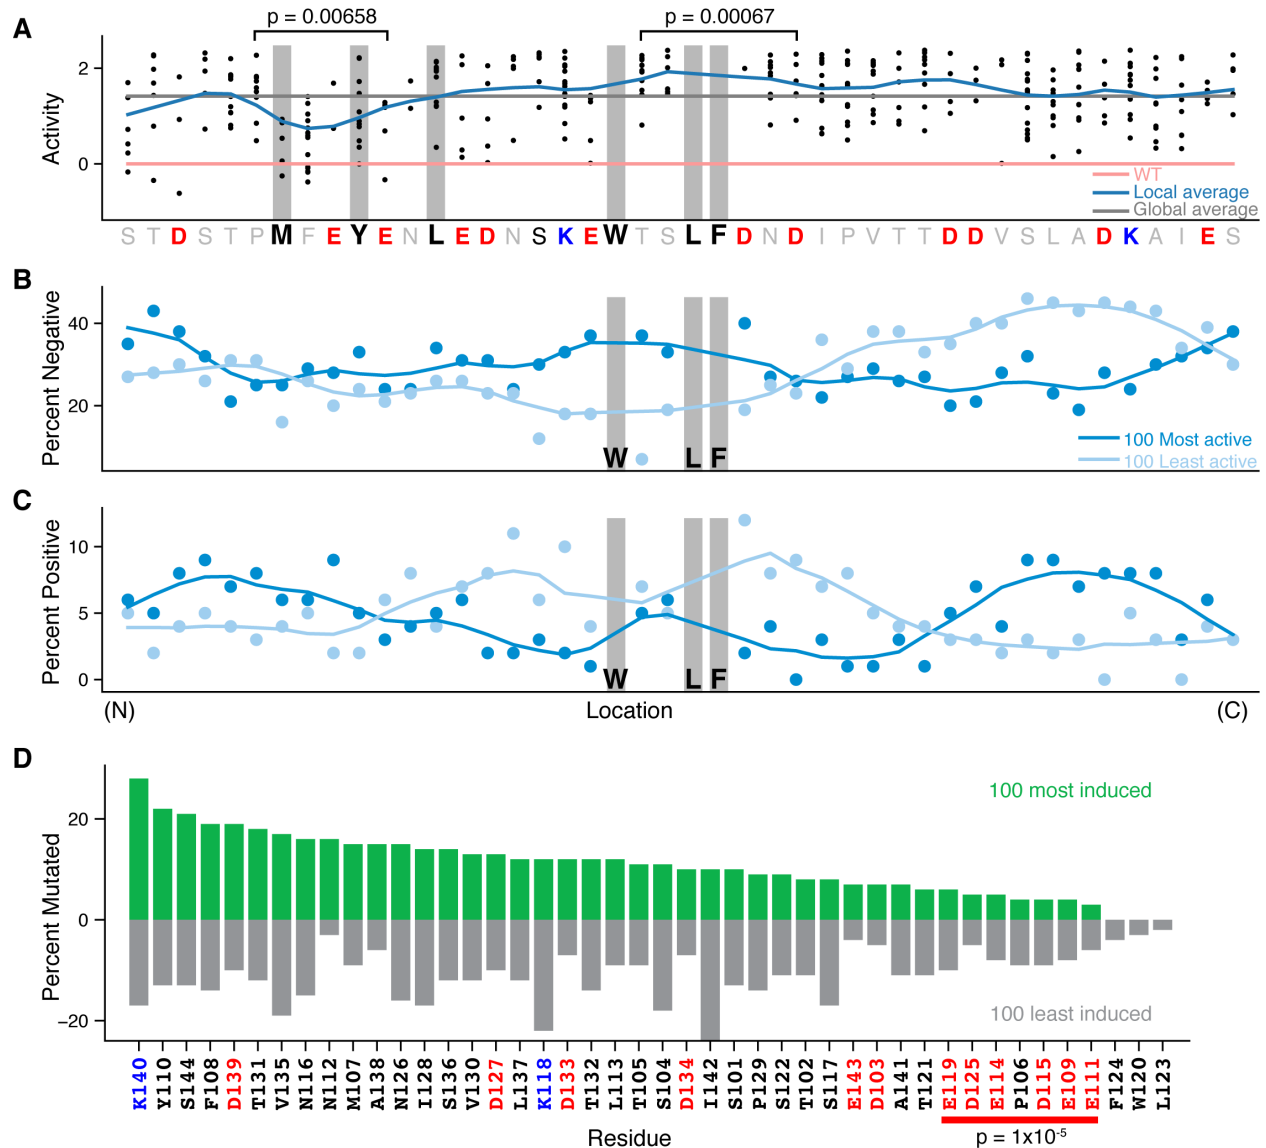 A
p = 0.00658
p = 0.00067
2
0
Activity
WT
Local average
Global average
S T D S T P M F E Y E N L E D N S K E W T S L F D N D I P V T T D D V S L A D K A I E S
B
40
20
Percent Negative
W L F
100 Most active
100 Least active
C
10
5
0
Percent Positive
W L F
(N) Location (C)
D
20
0
−20
Percent Mutated
100 most induced
100 least induced
K140 Y110 S144 F108 D139 T131 V135 N116 N112 M107 A138 N126 I128 S136 V130 D127 L137 K118 D133 T132 L113 T105 S104 D134 I142 S101 P129 S122 T102 S117 E143 D103 A141 T121 E119 D125 E114 P106 D115 E109 E111 F124 W120 L123
Residue
p = 1x10⁻⁵